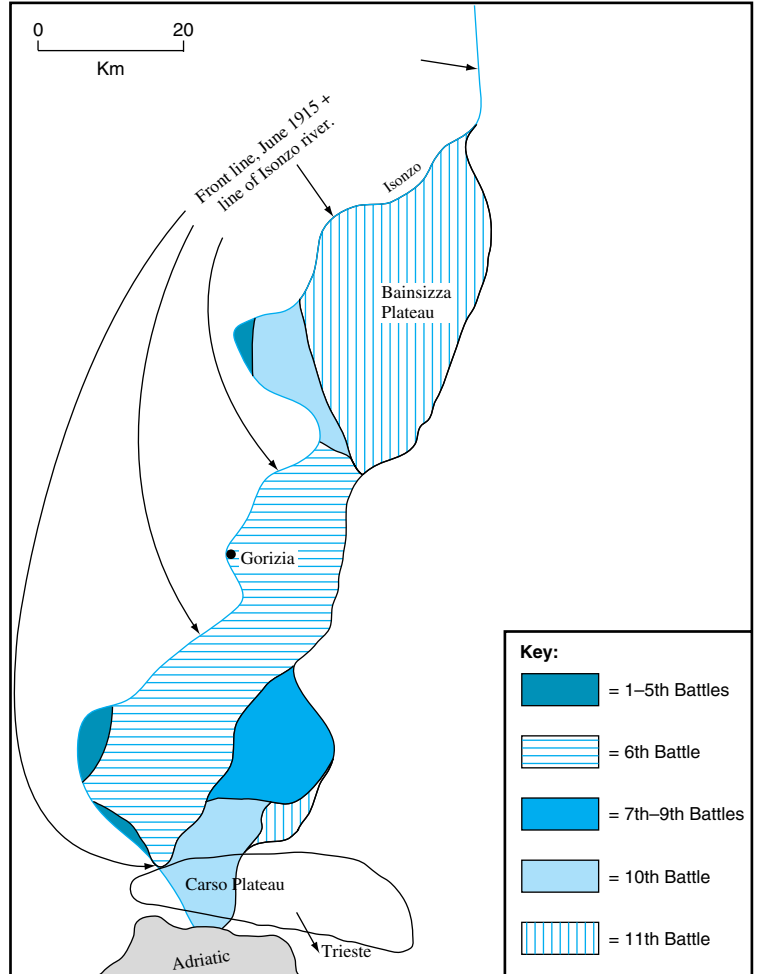 0 20
Km
Front line, June 1915 +
line of Isonzo river.
Isonzo
Bainsizza
Plateau
Gorizia
Carso Plateau
Trieste
Adriatic
Key:
= 1–5th Battles
= 6th Battle
= 7th–9th Battles
= 10th Battle
= 11th Battle